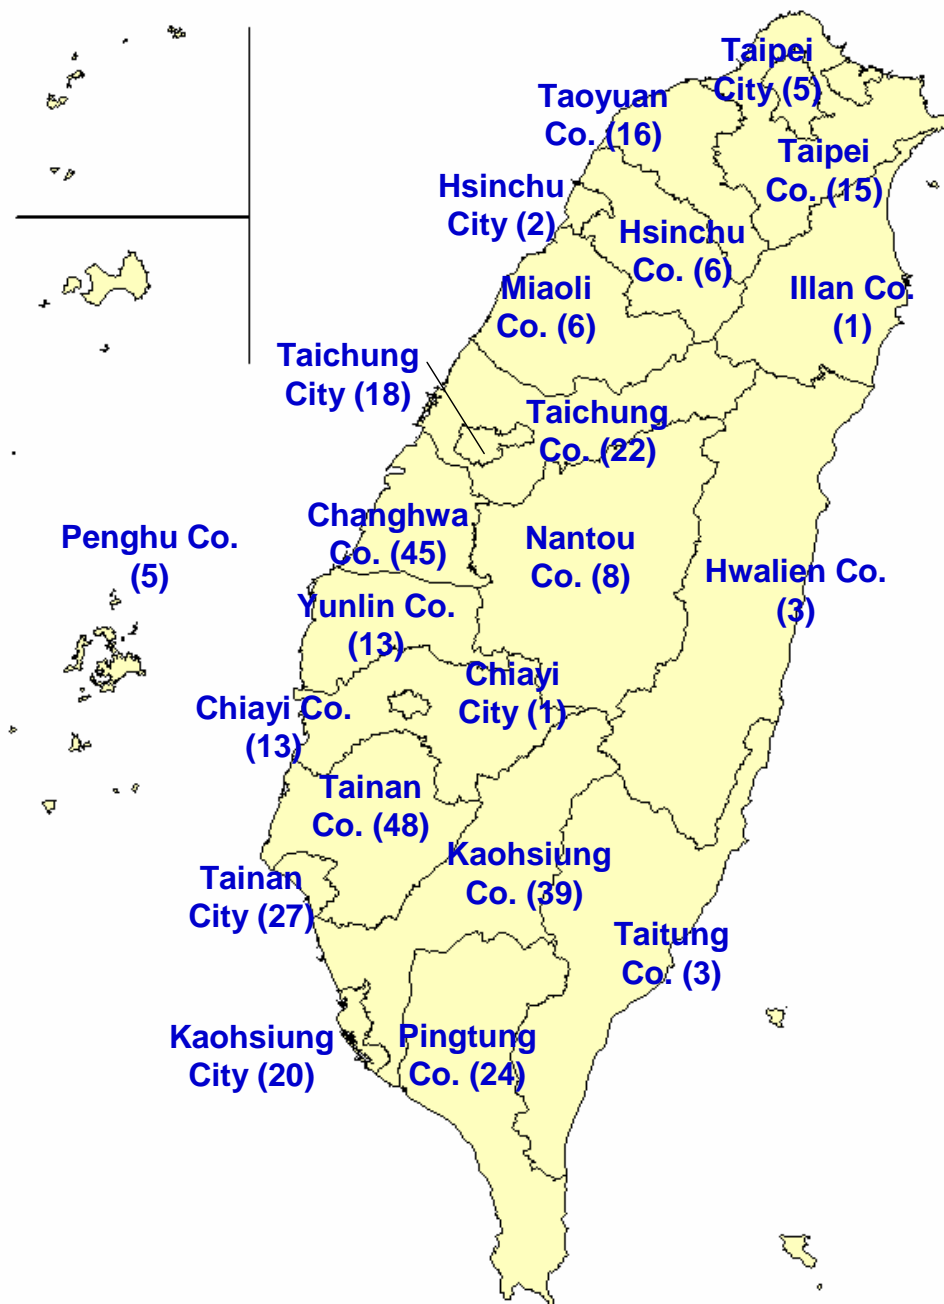 Taipei
City (5)
Taoyuan
Co. (16)
Taipei
Co. (15)
Hsinchu
City (2)
Hsinchu
Co. (6)
Miaoli
Co. (6)
Illan Co.
(1)
Taichung
City (18)
Taichung
Co. (22)
Changhwa
Co. (45)
Penghu Co.
(5)
Nantou
Co. (8)
Hwalien Co.
(3)
Yunlin Co.
(13)
Chiayi
City (1)
Chiayi Co.
(13)
Tainan
Co. (48)
Kaohsiung
Co. (39)
Tainan
City (27)
Taitung
Co. (3)
Kaohsiung
City (20)
Pingtung
Co. (24)